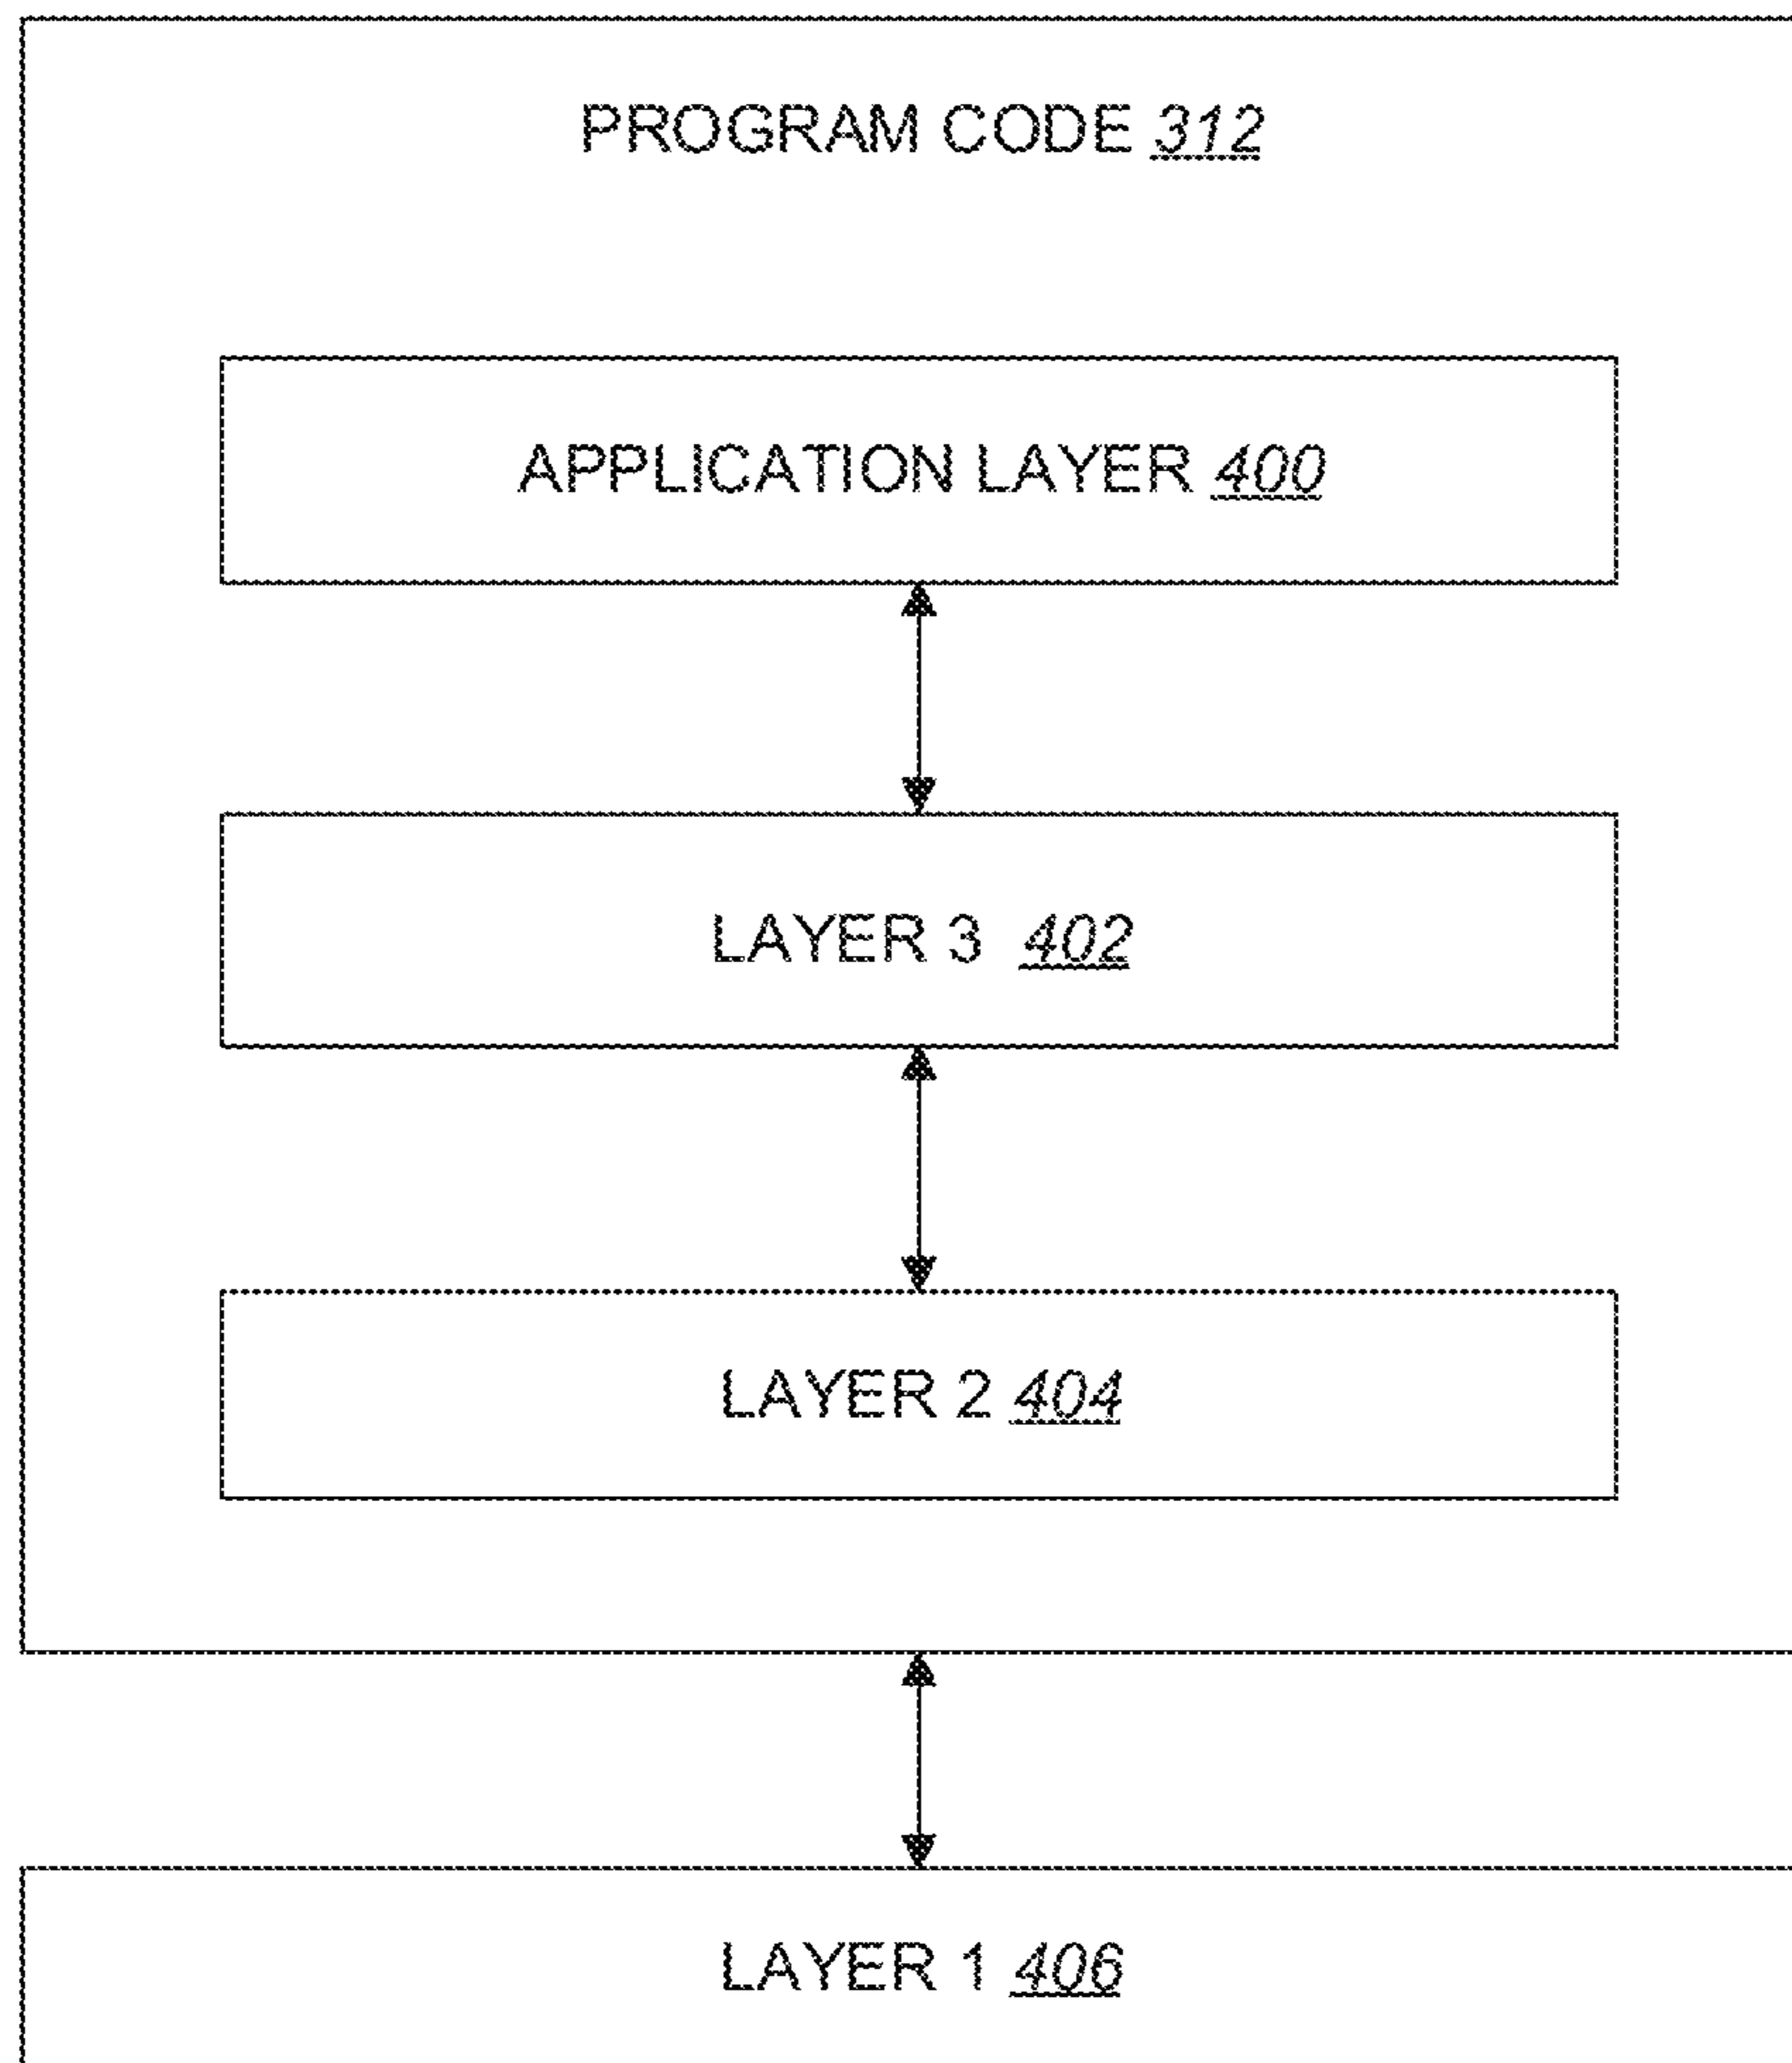 PROGRAM CODE 312
APPLICATION LAYER 400
LAYER 3 402
LAYER 2 404
LAYER 1 406